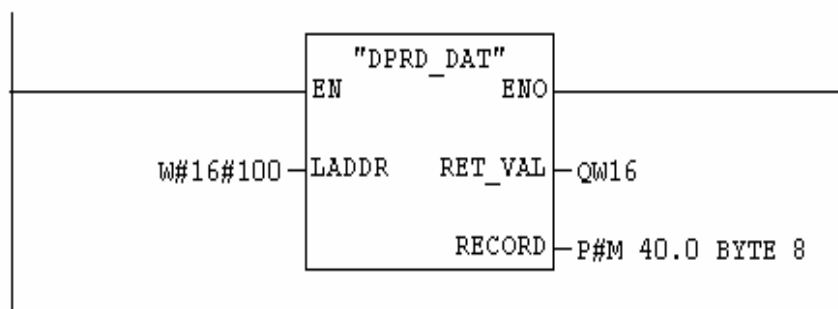 "DPRD_DAT"
EN ENO
W#16#100 LADDR RET_VAL QW16
RECORD P#M 40.0 BYTE 8